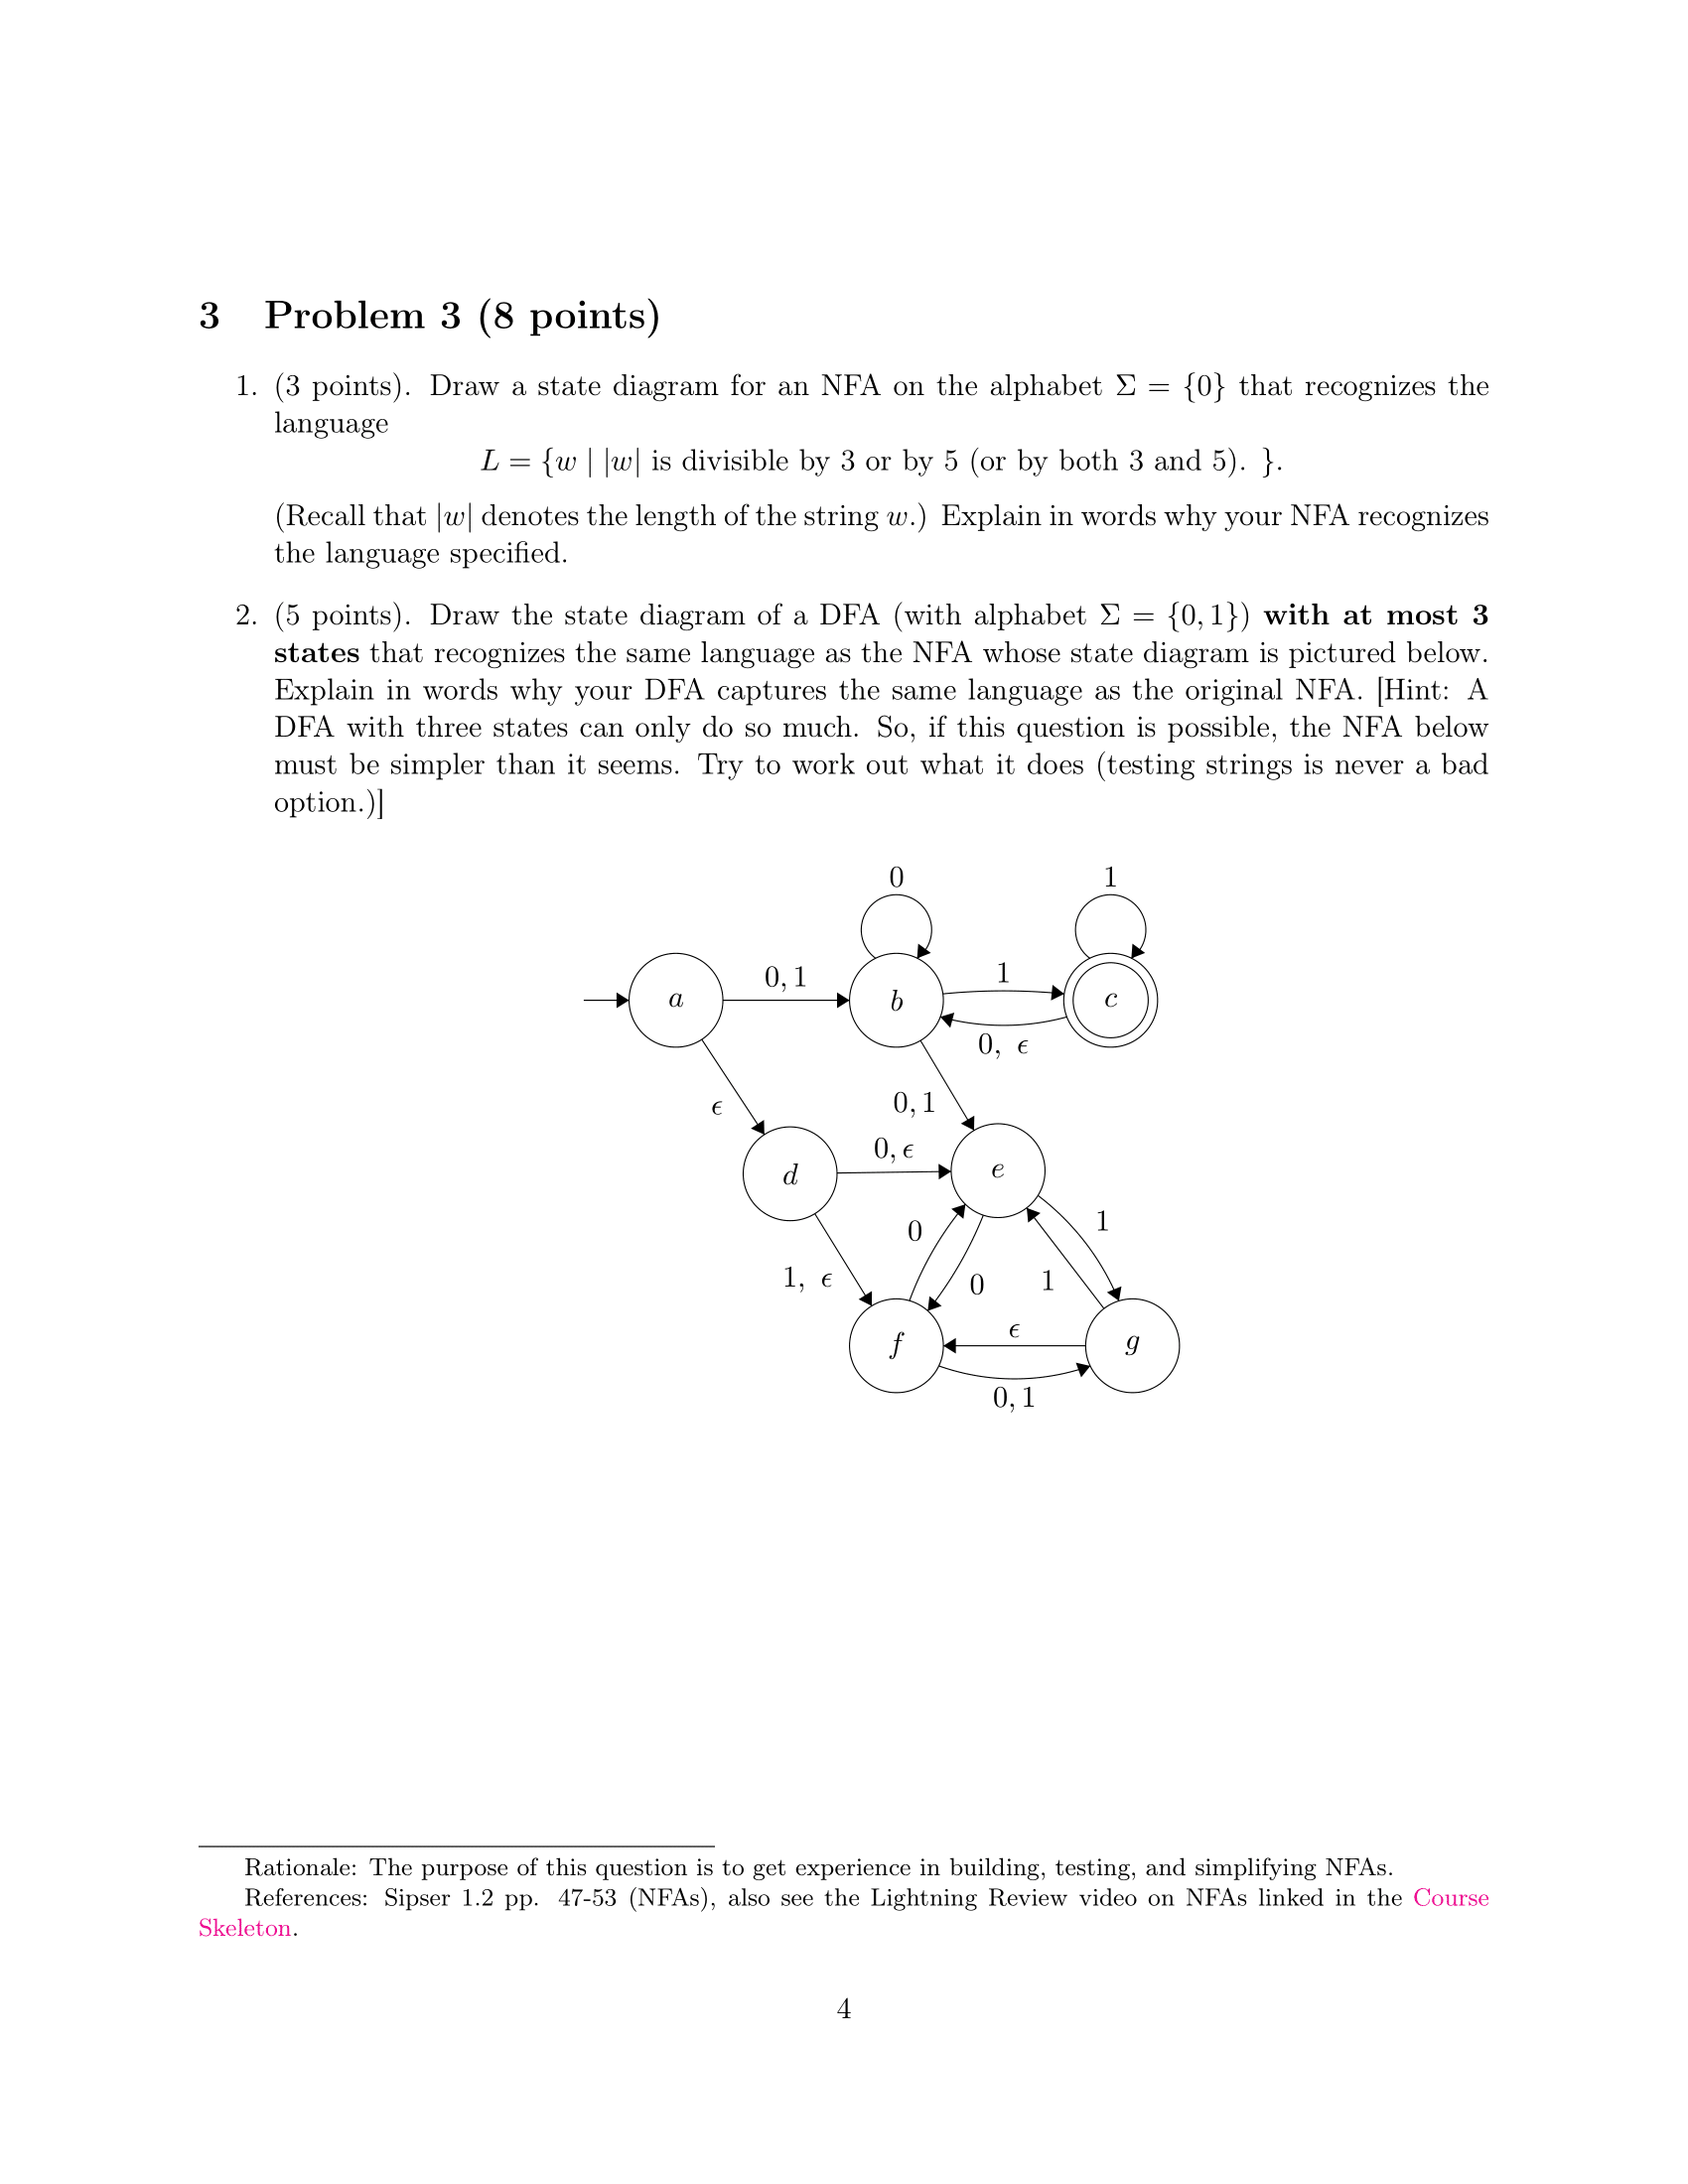 3 Problem 3 (8 points)
1. (3 points). Draw a state diagram for an NFA on the alphabet Σ = {0} that recognizes the
language
L = {w | |w| is divisible by 3 or by 5 (or by both 3 and 5). }.
(Recall that |w| denotes the length of the string w.) Explain in words why your NFA recognizes
the language specified.
2. (5 points). Draw the state diagram of a DFA (with alphabet Σ = {0, 1}) with at most 3
states that recognizes the same language as the NFA whose state diagram is pictured below.
Explain in words why your DFA captures the same language as the original NFA. [Hint: A
DFA with three states can only do so much. So, if this question is possible, the NFA below
must be simpler than it seems. Try to work out what it does (testing strings is never a bad
option.)]
0
1
0, 1
1
a
b
c
0, ϵ
ϵ
0, 1
0, ϵ
d
e
0
1
1, ϵ
0
1
ϵ
f
g
0, 1
Rationale: The purpose of this question is to get experience in building, testing, and simplifying NFAs.
References: Sipser 1.2 pp. 47-53 (NFAs), also see the Lightning Review video on NFAs linked in the Course
Skeleton.
4